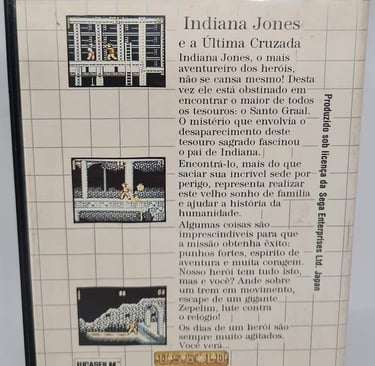 Indiana Jones
e a Última Cruzada
Indiana Jones, o mais
aventureiro dos heróis,
não se cansa mesmo! Desta
vez ele está obstinado em
encontrar o maior de todos
os tesouros: o Santo Graal.
O mistério que envolvia o
desaparecimento deste
tesouro sagrado fascinou
o pai de Indiana.
Encontrá-lo, mais do que
saciar sua incrível sede por
perigo, representa realizar
este velho sonho de família
e ajudar a história da
humanidade.
Algumas coisas são
imprescindíveis para que
a missão obtenha êxito:
punhos fortes, espírito de
aventura e muita coragem.
Nosso herói tem tudo isto,
mas e você? Ande sobre
um trem em movimento,
escape de um gigante
Zepelim, lute contra
o relógio!
Os dias de um herói são
sempre muito agitados.
Você verá...
Produzido sob licença da Sega Enterprises Ltd. Japan
LUCASFILM
U.S. GOLD